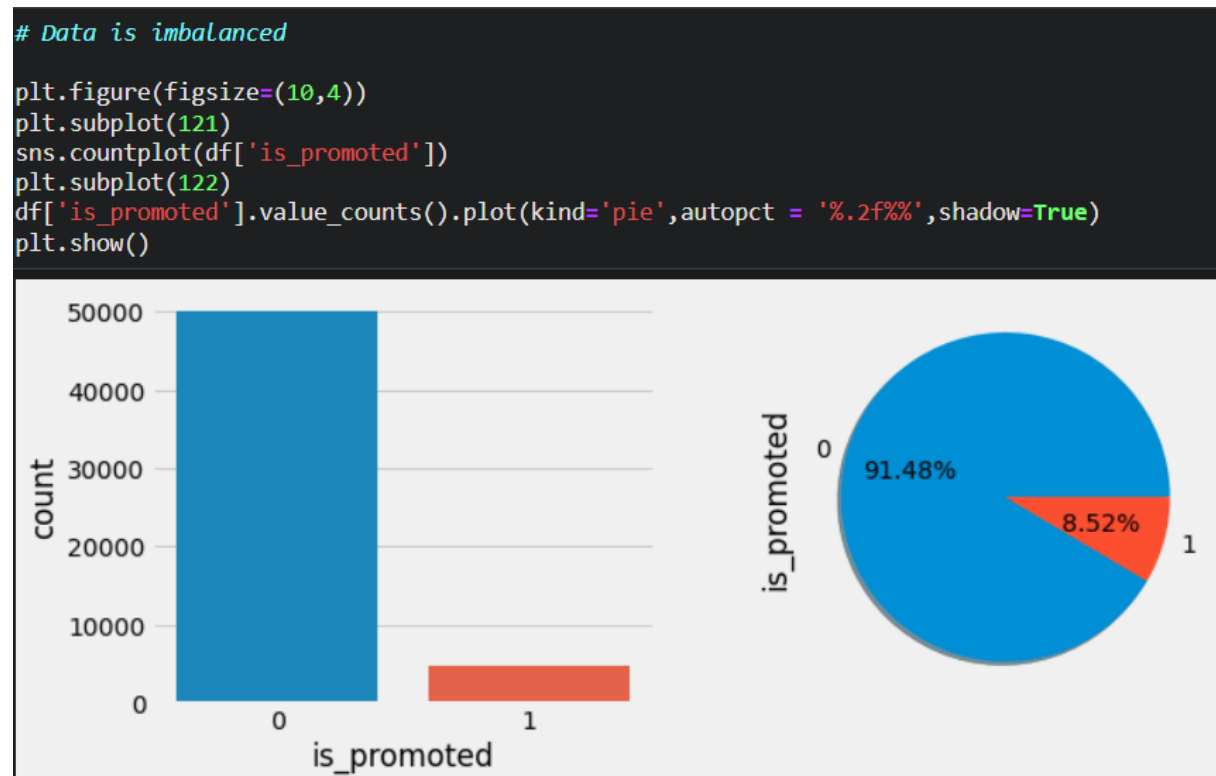 # Data is imbalanced
plt.figure(figsize=(10,4))
plt.subplot(121)
sns.countplot(df['is_promoted'])
plt.subplot(122)
df['is_promoted'].value_counts().plot(kind='pie',autopct = '%.2f%%',shadow=True)
plt.show()
50000
40000
30000
20000
10000
0
count
0
1
is_promoted
is_promoted
0
91.48%
8.52%
1